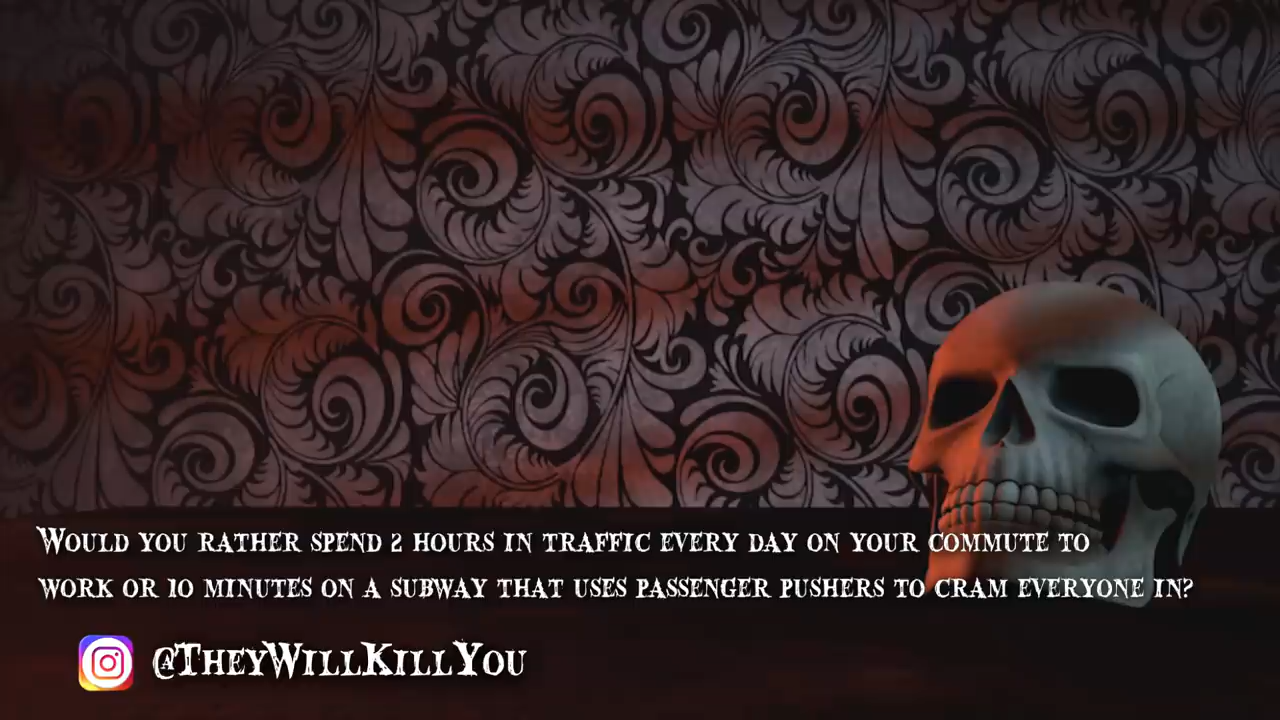 Would you rather spend 2 hours in traffic every day on your commute to
work or 10 minutes on a subway that uses passenger pushers to cram everyone in?
@TheyWillKillYou